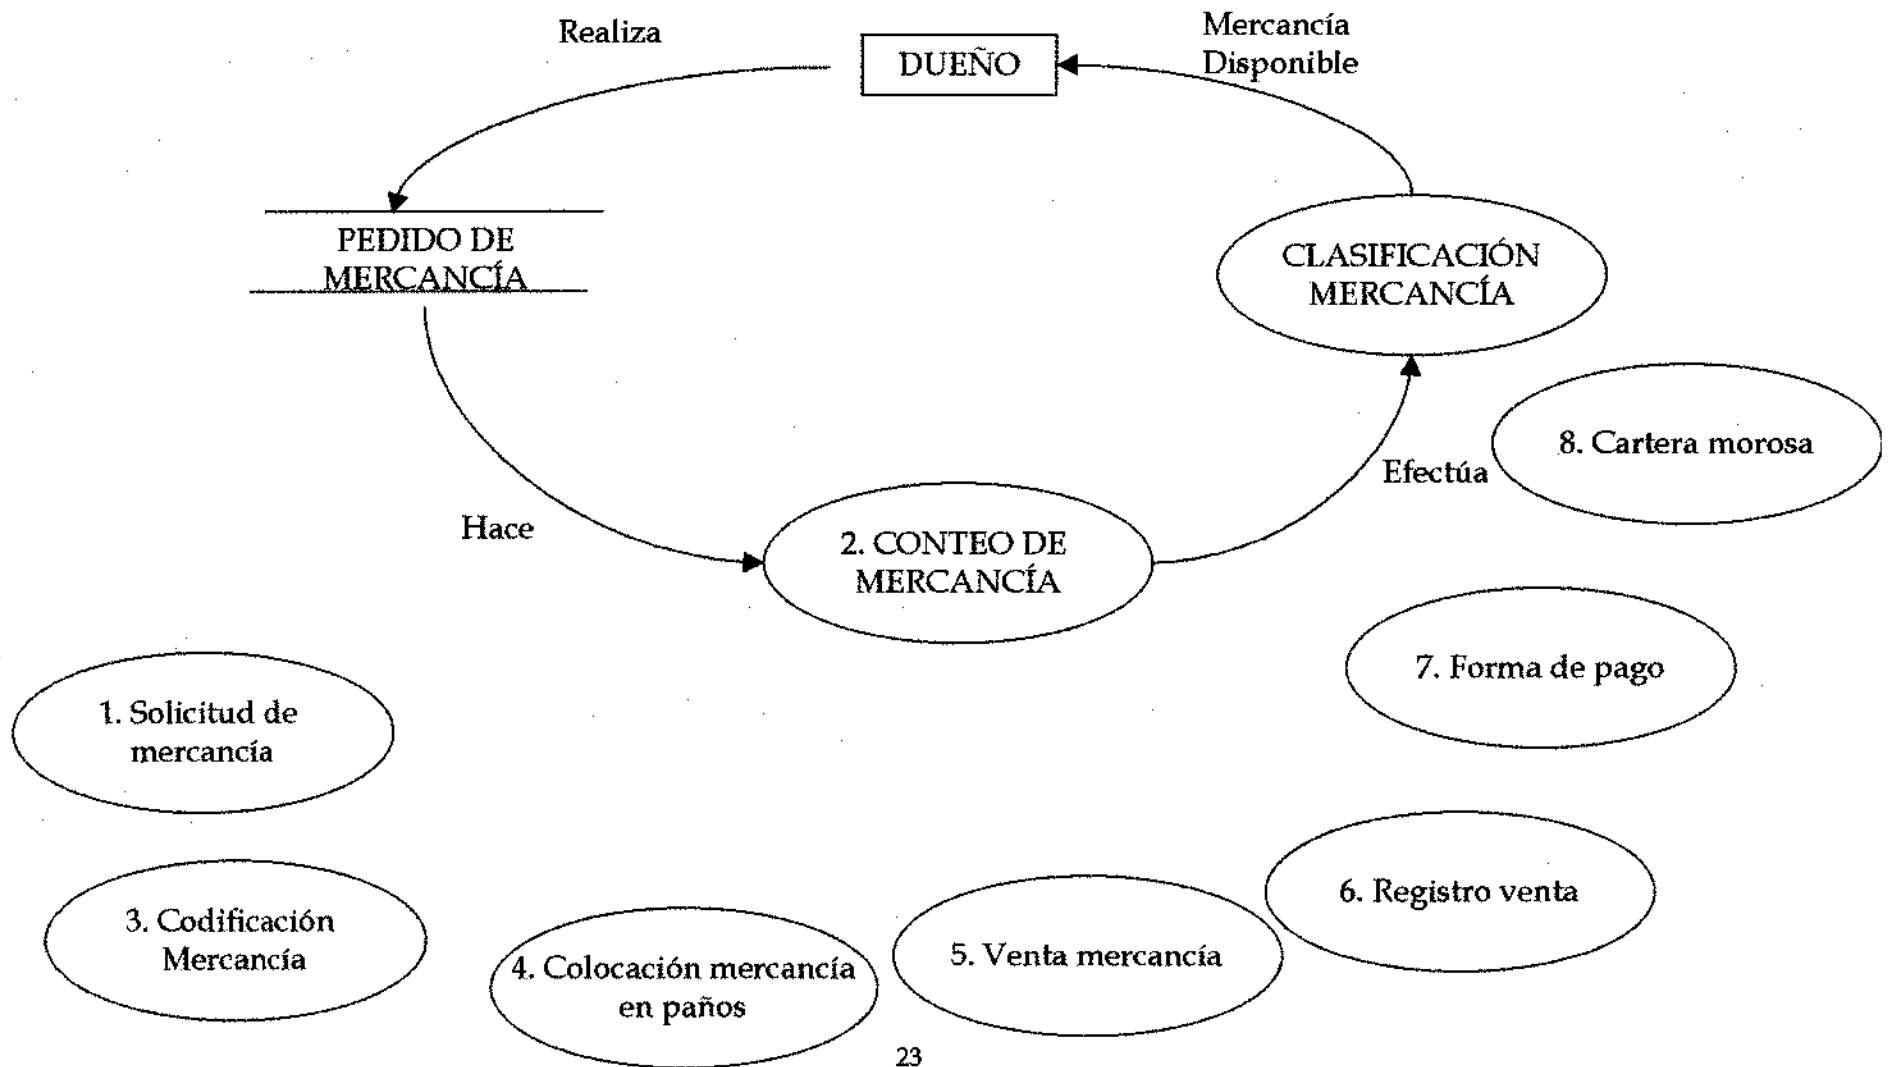 Realiza
DUEÑO
Mercancía
Disponible
PEDIDO DE
MERCANCÍA
CLASIFICACIÓN
MERCANCÍA
8. Cartera morosa
Efectúa
Hace
2. CONTEO DE
MERCANCÍA
7. Forma de pago
1. Solicitud de
mercancía
6. Registro venta
3. Codificación
Mercancía
4. Colocación mercancía
en paños
5. Venta mercancía
23